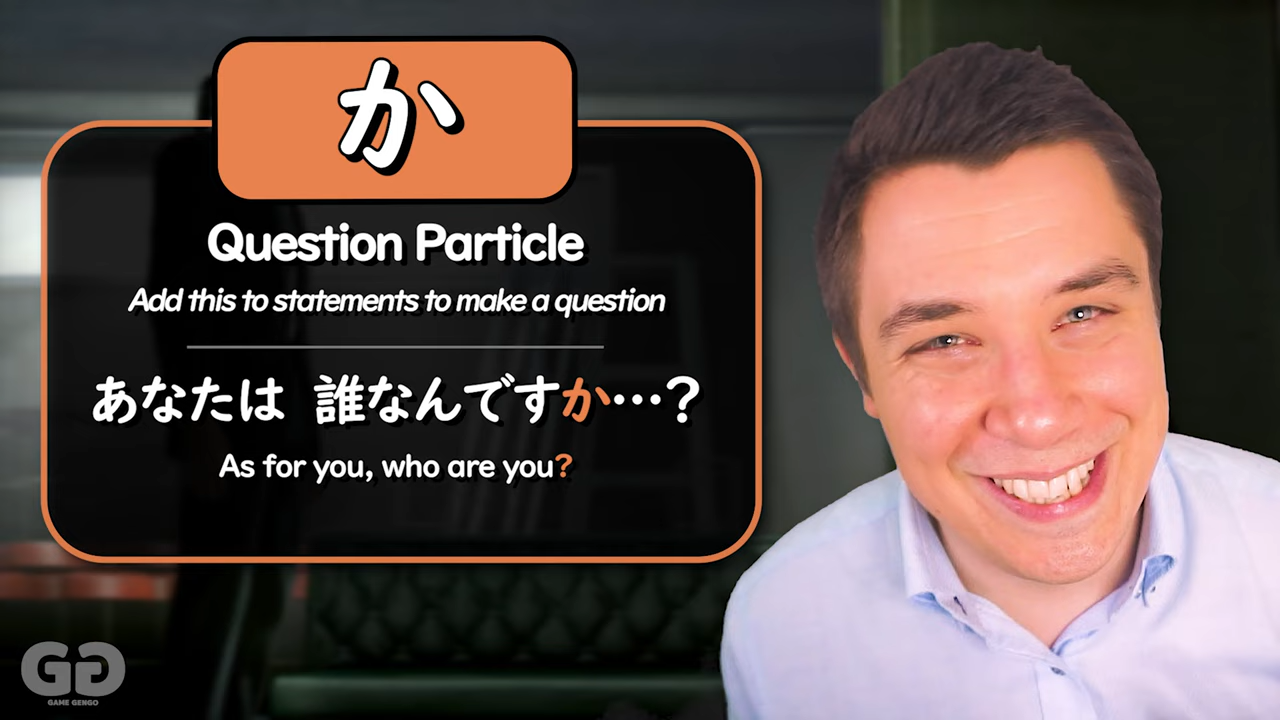 か
Question Particle
Add this to statements to make a question
あなたは 誰なんですか…?
As for you, who are you?
GG
GAME GENGO